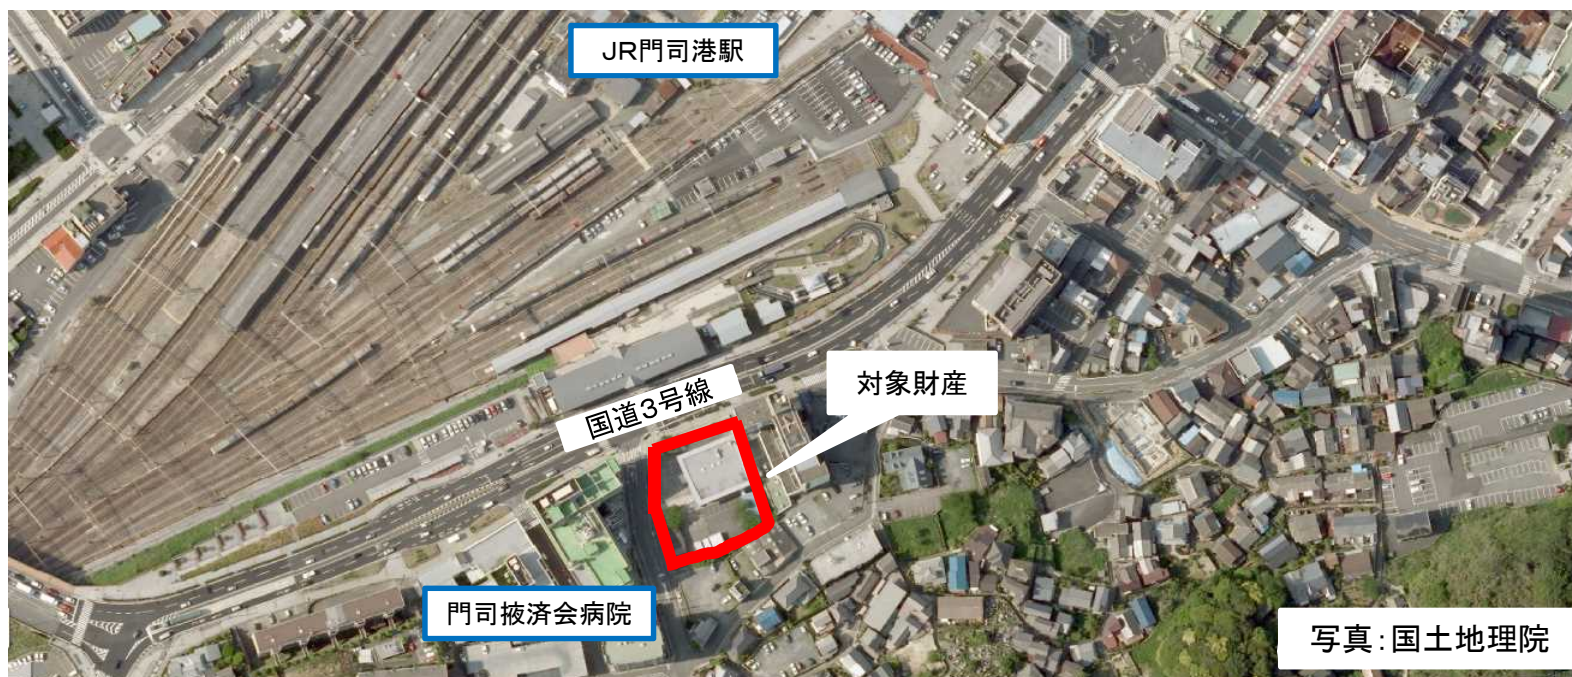 JR門司港駅
対象財産
国道3号線
門司掖済会病院
写真：国土地理院